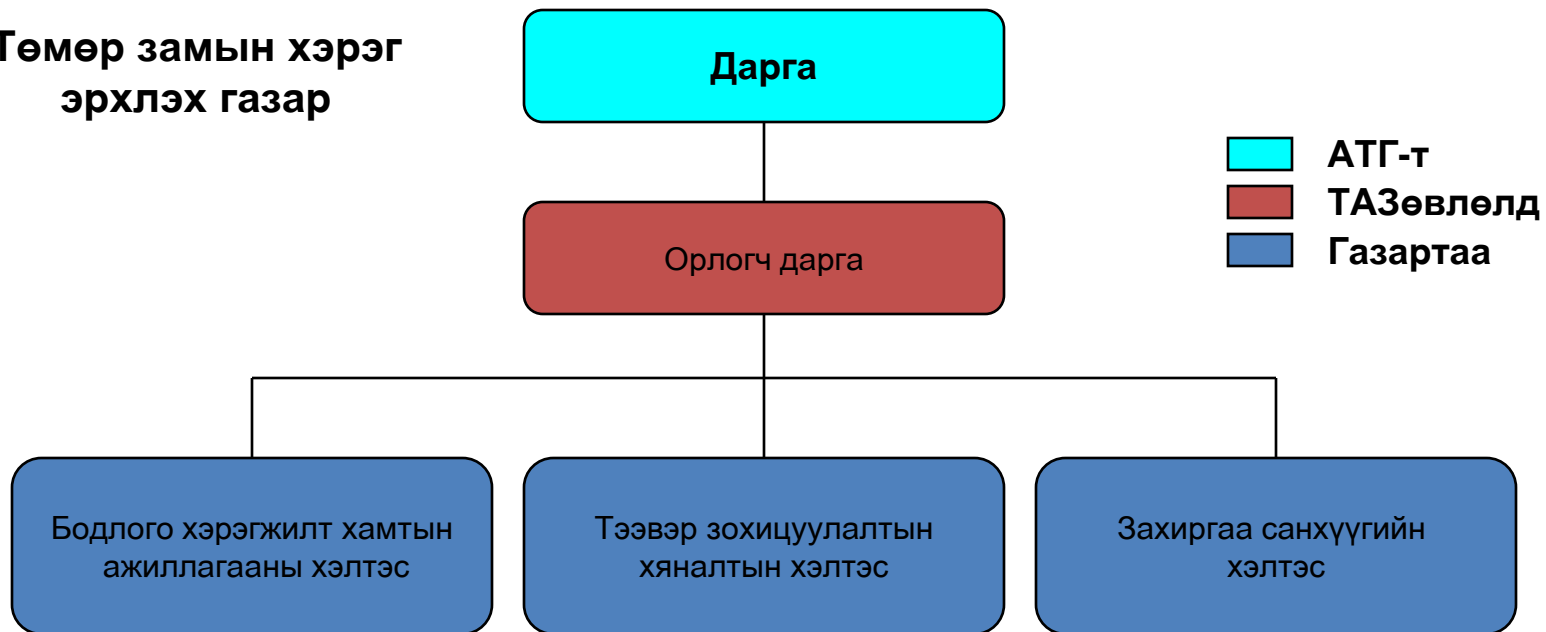 Төмөр замын хэрэг
эрхлэх газар
Дарга
АТГ-т
ТАЗөвлөлд
Газартаа
Орлогч дарга
Бодлого хэрэгжилт хамтын
ажиллагааны хэлтэс
Тээвэр зохицуулалтын
хяналтын хэлтэс
Захиргаа санхүүгийн
хэлтэс